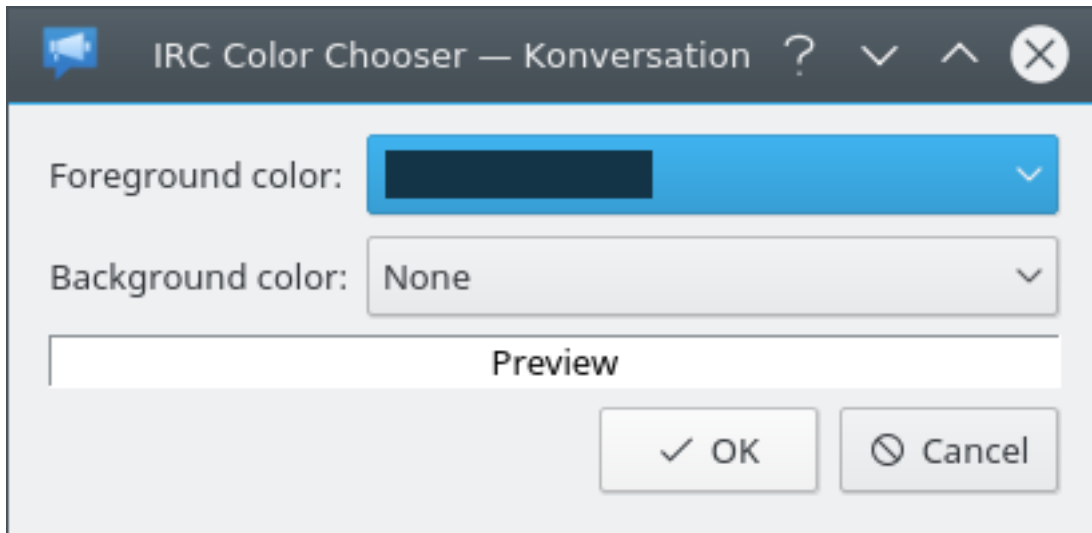 IRC Color Chooser — Konversation
Foreground color:
Background color: None
Preview
OK Cancel